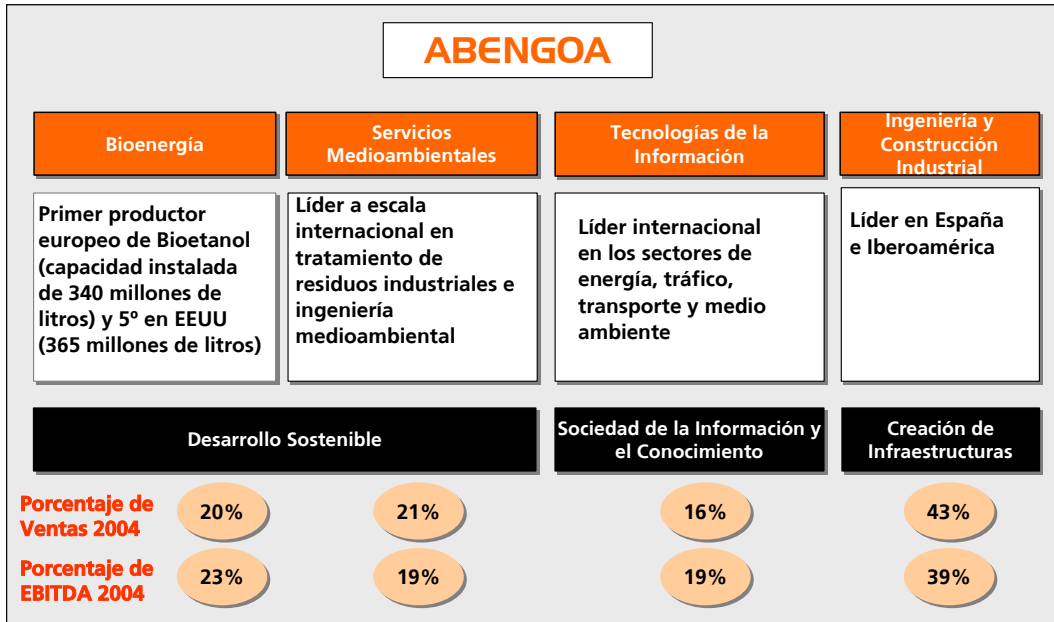 ABENGOA
Bioenergía
Servicios
Medioambientales
Tecnologías de la
Información
Ingeniería y
Construcción
Industrial
Primer productor
europeo de Bioetanol
(capacidad instalada
de 340 millones de
litros) y 5º en EEUU
(365 millones de litros)
Líder a escala
internacional en
tratamiento de
residuos industriales e
ingeniería
medioambiental
Líder internacional
en los sectores de
energía, tráfico,
transporte y medio
ambiente
Líder en España
e Iberoamérica
Desarrollo Sostenible
Sociedad de la Información y
el Conocimiento
Creación de
Infraestructuras
Porcentaje de
Ventas 2004
20%
21%
16%
43%
Porcentaje de
EBITDA 2004
23%
19%
19%
39%